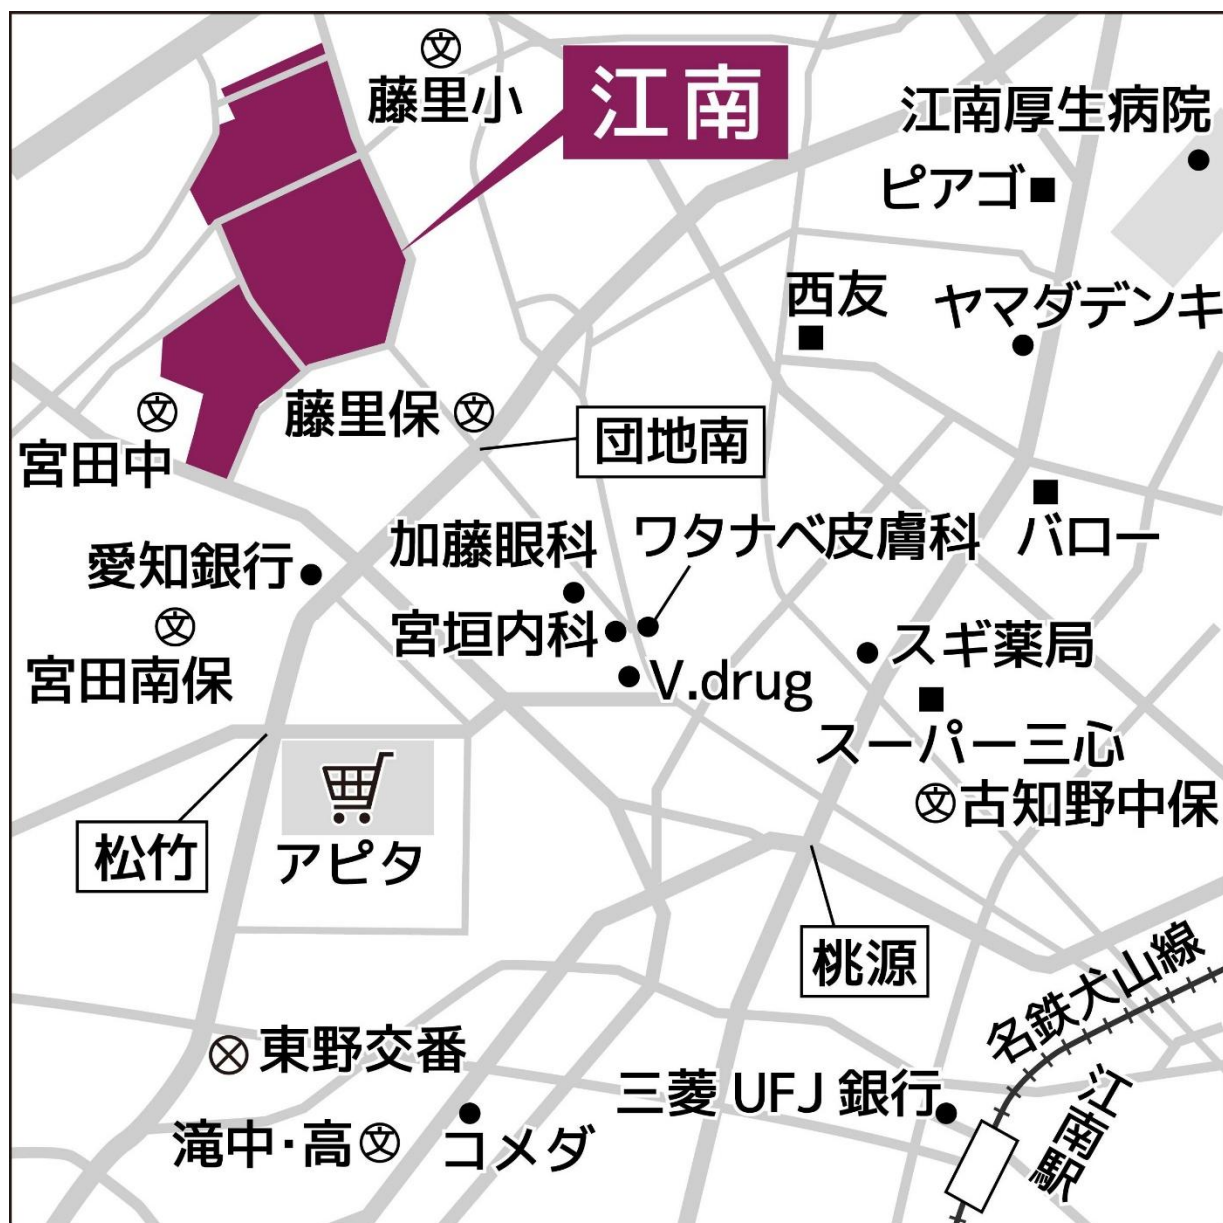 藤里小
江南
江南厚生病院
ピアゴ
西友
ヤマダデンキ
藤里保
団地南
宮田中
加藤眼科
ワタナベ皮膚科
バロー
愛知銀行
宮垣内科
宮田南保
V.drug
スギ薬局
スーパー三心
古知野中保
松竹
アピタ
桃源
名鉄犬山線
東野交番
三菱UFJ銀行
江南駅
滝中・高
コメダ